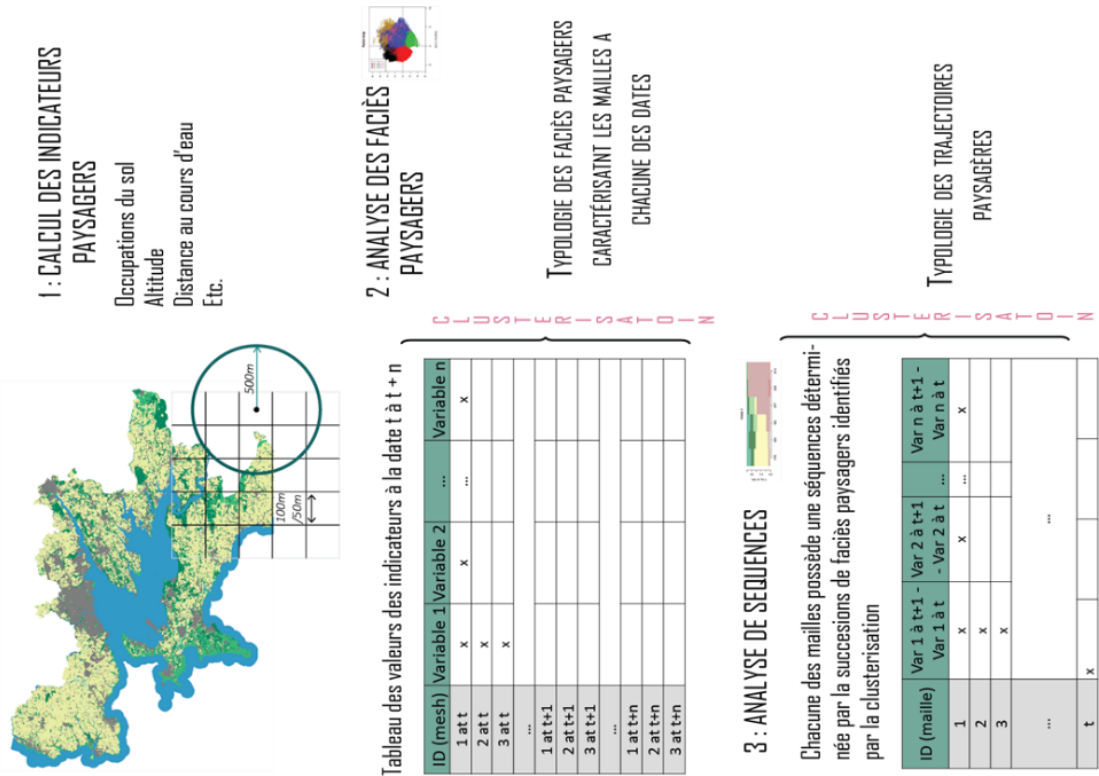 1 : CALCUL DES INDICATEURS
PAYSAGERS
Occupations du sol
Altitude
Distance au cours d'eau
Etc.
500m
100m
/50m
2 : ANALYSE DES FACIÈS
PAYSAGERS
Tableau des valeurs des indicateurs à la date t à t + n
ID (mesh) Variable 1 Variable 2 ... Variable n
1 at t x x ... x
2 at t x
3 at t x
...
1 at t+1
2 at t+1
3 at t+1
...
1 at t+n
2 at t+n
3 at t+n
CLUSTERISATOIN
TYPOLOGIE DES FACIÈS PAYSAGERS
CARACTÉRISATNT LES MAILLES A
CHACUNE DES DATES
3 : ANALYSE DE SEQUENCES
Chacune des mailles possède une séquences détermi-
née par la succesions de faciès paysagers identifiés
par la clusterisation
ID (maille) Var 1 à t+1 - Var 1 à t Var 2 à t+1 - Var 2 à t ... Var n à t+1 - Var n à t
1 x x ... x
2 x
3 x
... ...
t x
CLUSTERISATOIN
TYPOLOGIE DES TRAJECTOIRES
PAYSAGÈRES